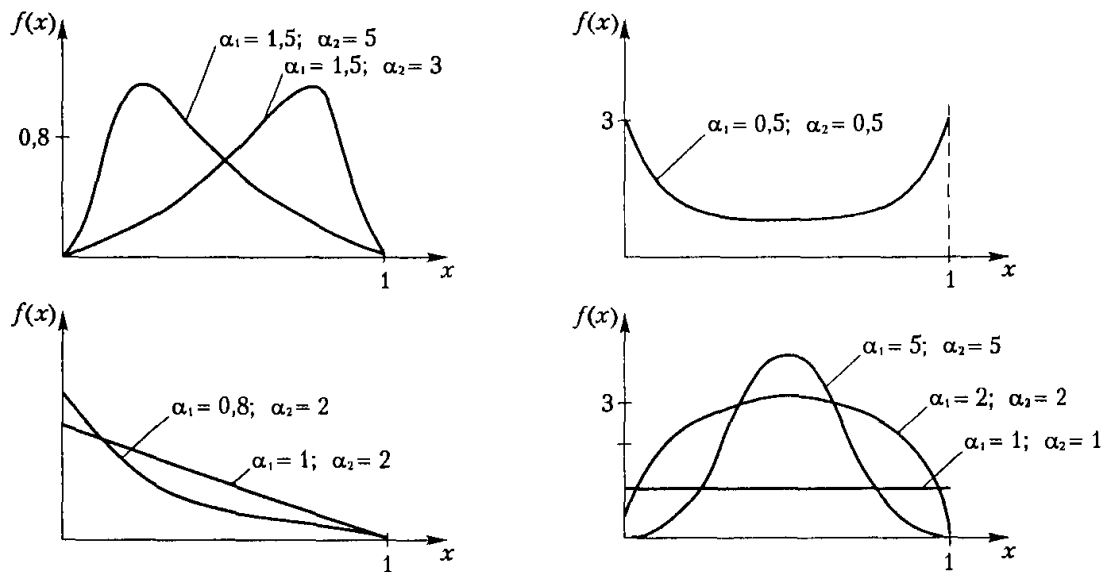 f(x)
α₁ = 1,5; α₂ = 5
α₁ = 1,5; α₂ = 3
0,8
1
x
f(x)
3
α₁ = 0,5; α₂ = 0,5
1
x
f(x)
α₁ = 0,8; α₂ = 2
α₁ = 1; α₂ = 2
1
x
f(x)
α₁ = 5; α₂ = 5
3
α₁ = 2; α₂ = 2
α₁ = 1; α₂ = 1
1
x